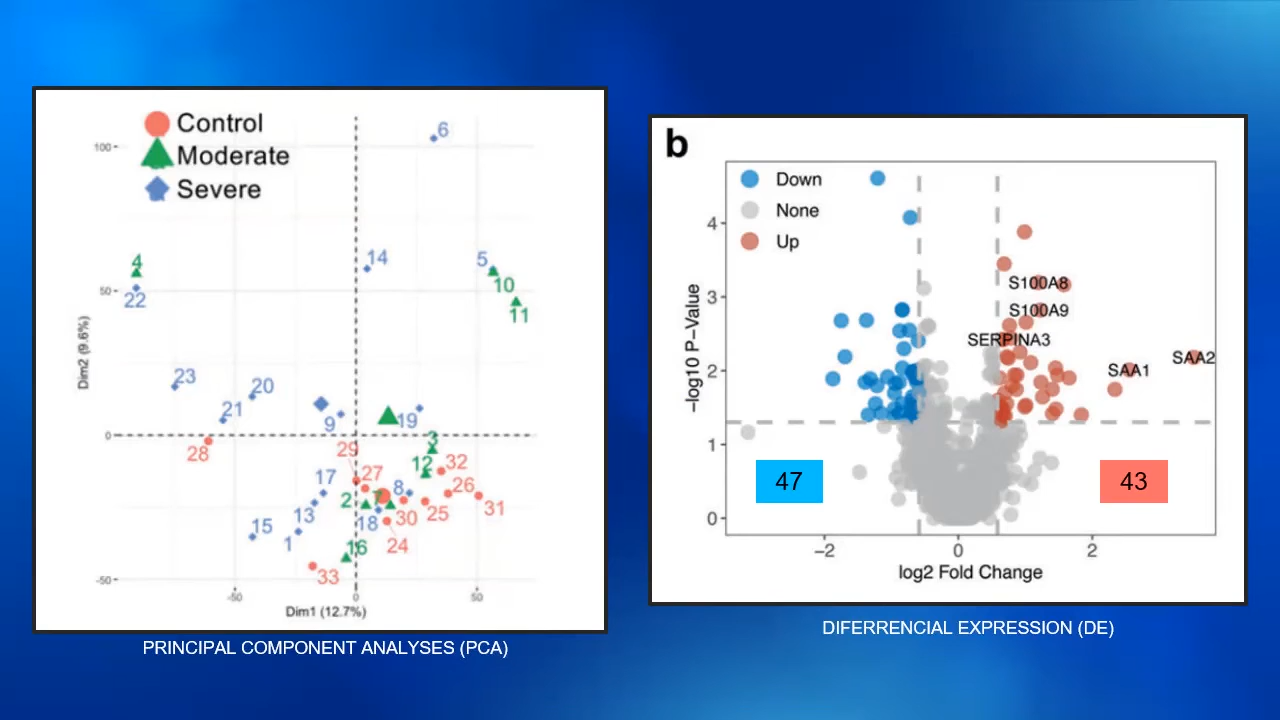 Control
Moderate
Severe
6
100
14
5
4
10
50
22
11
Dim2 (9.6%)
23
20
21
9
19
0
3
28
29
12
32
27
17
8
26
2
7
31
13
18
30
25
15
1
16
24
33
-50
-50
0
50
Dim1 (12.7%)
PRINCIPAL COMPONENT ANALYSES (PCA)
b
Down
None
Up
4
S100A8
3
S100A9
SERPINA3
SAA2
2
SAA1
−log10 P−Value
1
47
43
0
−2
0
2
log2 Fold Change
DIFERRENCIAL EXPRESSION (DE)